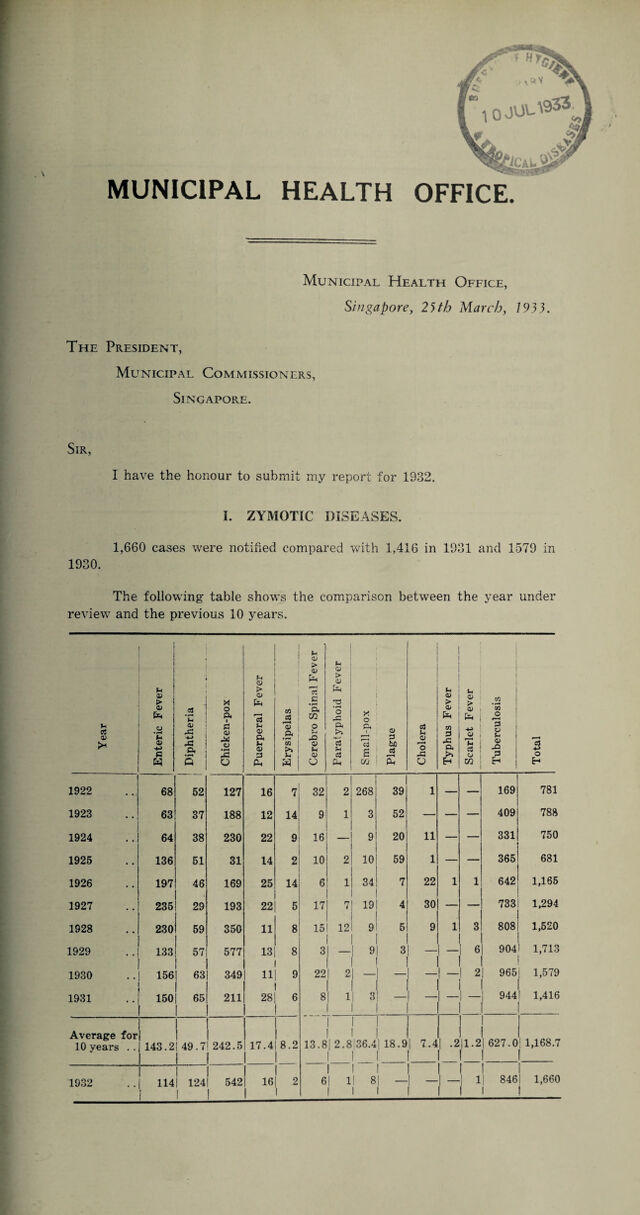 HYGIE
10 JUL 1933
TROPICAL DISEASES
MUNICIPAL HEALTH OFFICE.
Municipal Health Office,
Singapore, 25th March, 1933.
The President,
Municipal Commissioners,
Singapore.
Sir,
I have the honour to submit my report for 1932.
I. ZYMOTIC DISEASES.
1,660 cases were notified compared with 1,416 in 1931 and 1579 in
1930.
The following table shows the comparison between the year under
review and the previous 10 years.
Year Enteric Fever Diphtheria Chicken-pox Puerperal Fever Erysipelas Cerebro Spinal Fever Paratyphoid Fever Small-pox Plague Cholera Typhus Fever Scarlet Fever Tuberculosis Total
1922 .. 68 52 127 16 7 32 2 268 39 1 — — 169 781
1923 .. 63 37 188 12 14 9 1 3 52 — — — 409 788
1924 .. 64 38 230 22 9 16 — 9 20 11 — — 331 750
1925 .. 136 51 31 14 2 10 2 10 59 1 — — 365 681
1926 .. 197 46 169 25 14 6 1 34 7 22 1 1 642 1,165
1927 .. 235 29 193 22 5 17 7 19 4 30 — — 733 1,294
1928 .. 230 59 350 11 8 15 12 9 5 9 1 3 808 1,520
1929 .. 133 57 577 13 8 3 — 9 3 — — 6 904 1,713
1930 .. 156 63 349 11 9 22 2 — — — — 2 965 1,579
1931 .. 150 65 211 28 6 8 1 3 — — — — 944 1,416
Average for
10 years .. 143.2 49.7 242.5 17.4 8.2 13.8 2.8 36.4 18.9 7.4 .2 1.2 627.0 1,168.7
1932 .. 114 124 542 16 2 6 1 8 — — — 1 846 1,660